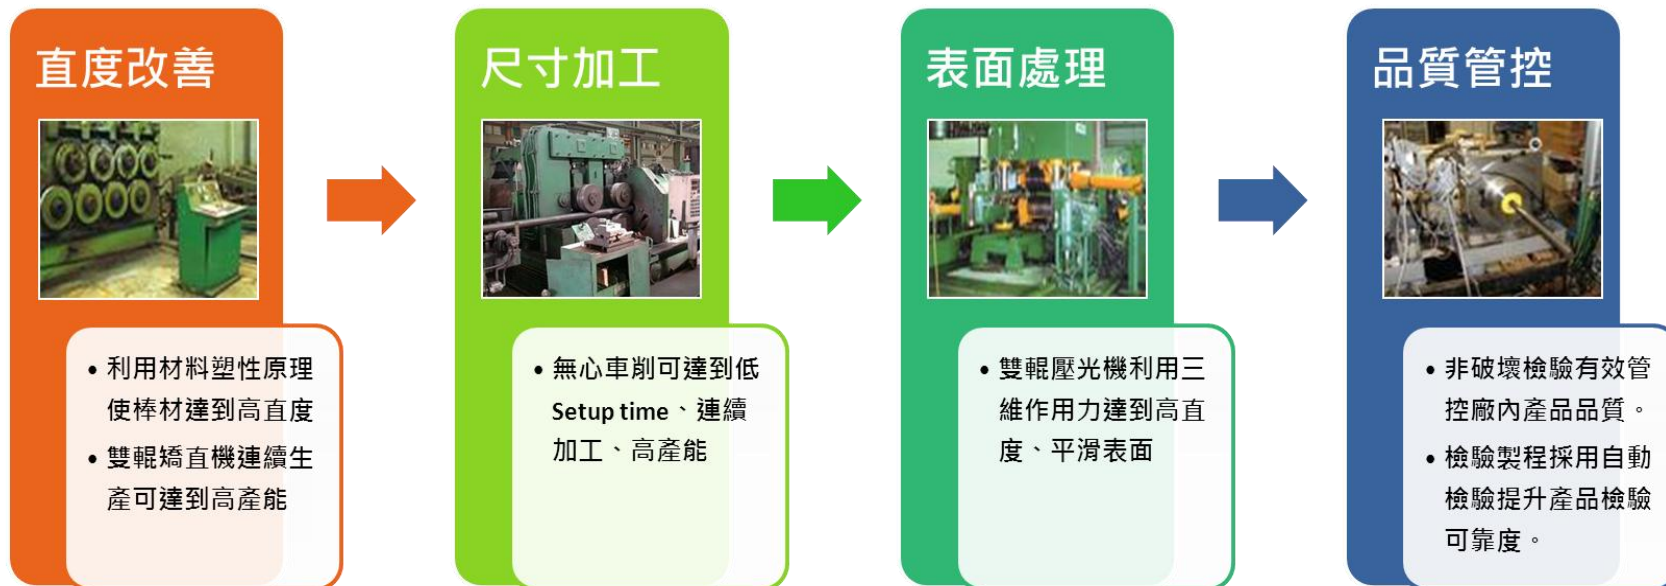 直度改善
• 利用材料塑性原理
使棒材達到高直度
• 雙輥矯直機連續生
產可達到高產能
尺寸加工
• 無心車削可達到低
Setup time、連續
加工、高產能
表面處理
• 雙輥壓光機利用三
維作用力達到高直
度、平滑表面
品質管控
• 非破壞檢驗有效管
控廠內產品品質。
• 檢驗製程採用自動
檢驗提升產品檢驗
可靠度。